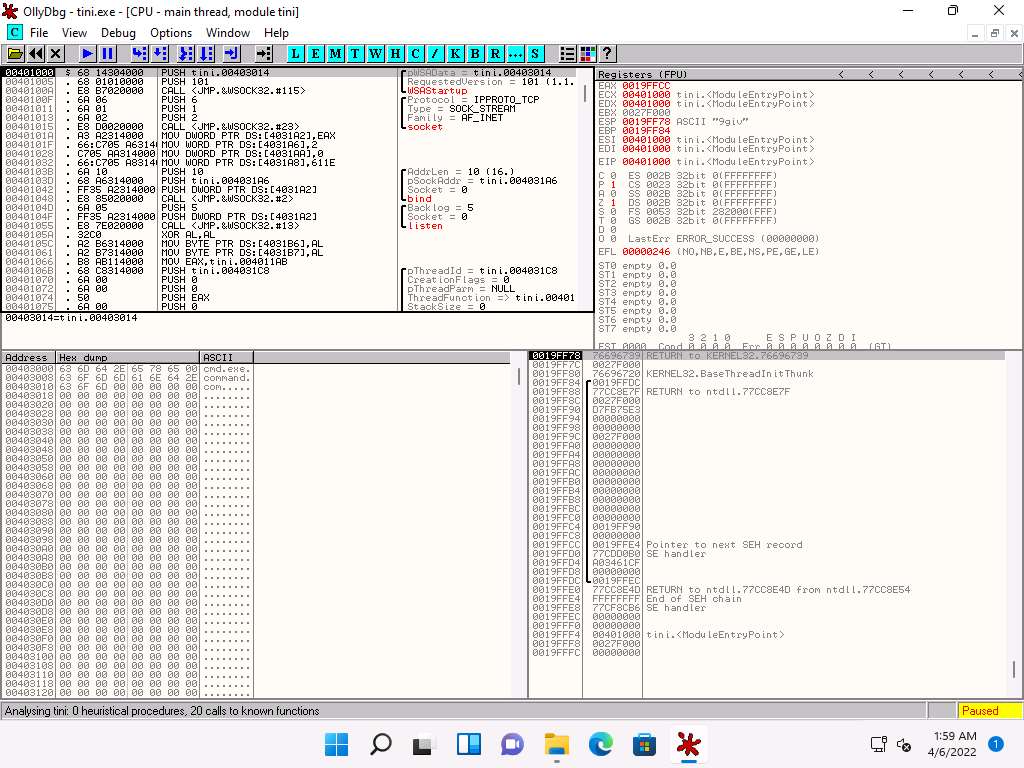 OllyDbg - tini.exe - [CPU - main thread, module tini]
C File View Debug Options Window Help
L E M T W H C / K B R ... S ?
00401000 $ 68 14304000 PUSH tini.00403014 pWSAData = tini.00403014
00401005 . 68 01010000 PUSH 101 RequestedVersion = 101 (1.1.
0040100A . E8 B7020000 CALL <JMP.&WSOCK32.#115> WSAStartup
0040100F . 6A 06 PUSH 6 Protocol = IPPROTO_TCP
00401011 . 6A 01 PUSH 1 Type = SOCK_STREAM
00401013 . 6A 02 PUSH 2 Family = AF_INET
00401015 . E8 D0020000 CALL <JMP.&WSOCK32.#23> socket
0040101A . A3 A2314000 MOV DWORD PTR DS:[4031A2],EAX
0040101F . 66:C705 A6314 MOV WORD PTR DS:[4031A6],2
00401028 . C705 AA314000 MOV DWORD PTR DS:[4031AA],0
00401032 . 66:C705 A8314 MOV WORD PTR DS:[4031A8],611E
0040103B . 6A 10 PUSH 10 AddrLen = 10 (16.)
0040103D . 68 A6314000 PUSH tini.004031A6 pSockAddr = tini.004031A6
00401042 . FF35 A2314000 PUSH DWORD PTR DS:[4031A2] Socket = 0
00401048 . E8 85020000 CALL <JMP.&WSOCK32.#2> bind
0040104D . 6A 05 PUSH 5 Backlog = 5
0040104F . FF35 A2314000 PUSH DWORD PTR DS:[4031A2] Socket = 0
00401055 . E8 7E020000 CALL <JMP.&WSOCK32.#13> listen
0040105A . 32C0 XOR AL,AL
0040105C . A2 B6314000 MOV BYTE PTR DS:[4031B6],AL
00401061 . A2 B7314000 MOV BYTE PTR DS:[4031B7],AL
00401066 . B8 AB114000 MOV EAX,tini.004011AB
0040106B . 68 C8314000 PUSH tini.004031C8 pThreadId = tini.004031C8
00401070 . 6A 00 PUSH 0 CreationFlags = 0
00401072 . 6A 00 PUSH 0 pThreadParm = NULL
00401074 . 50 PUSH EAX ThreadFunction => tini.00401
00401075 . 6A 00 PUSH 0 StackSize = 0
00403014=tini.00403014
Registers (FPU) < < < < < <
EAX 0019FFCC
ECX 00401000 tini.<ModuleEntryPoint>
EDX 00401000 tini.<ModuleEntryPoint>
EBX 0027F000
ESP 0019FF78 ASCII "9giv"
EBP 0019FF84
ESI 00401000 tini.<ModuleEntryPoint>
EDI 00401000 tini.<ModuleEntryPoint>
EIP 00401000 tini.<ModuleEntryPoint>
C 0 ES 002B 32bit 0(FFFFFFFF)
P 1 CS 0023 32bit 0(FFFFFFFF)
A 0 SS 002B 32bit 0(FFFFFFFF)
Z 1 DS 002B 32bit 0(FFFFFFFF)
S 0 FS 0053 32bit 282000(FFF)
T 0 GS 002B 32bit 0(FFFFFFFF)
D 0
O 0 LastErr ERROR_SUCCESS (00000000)
EFL 00000246 (NO,NB,E,BE,NS,PE,GE,LE)
ST0 empty 0.0
ST1 empty 0.0
ST2 empty 0.0
ST3 empty 0.0
ST4 empty 0.0
ST5 empty 0.0
ST6 empty 0.0
ST7 empty 0.0
3 2 1 0 E S P U O Z D I
FST 0000 Cond 0 0 0 0 Err 0 0 0 0 0 0 0 0 (GT)
Address Hex dump ASCII
00403000 63 6D 64 2E 65 78 65 00 cmd.exe.
00403008 63 6F 6D 6D 61 6E 64 2E command.
00403010 63 6F 6D 00 00 00 00 00 com.....
00403018 00 00 00 00 00 00 00 00 ........
00403020 00 00 00 00 00 00 00 00 ........
00403028 00 00 00 00 00 00 00 00 ........
00403030 00 00 00 00 00 00 00 00 ........
00403038 00 00 00 00 00 00 00 00 ........
00403040 00 00 00 00 00 00 00 00 ........
00403048 00 00 00 00 00 00 00 00 ........
00403050 00 00 00 00 00 00 00 00 ........
00403058 00 00 00 00 00 00 00 00 ........
00403060 00 00 00 00 00 00 00 00 ........
00403068 00 00 00 00 00 00 00 00 ........
00403070 00 00 00 00 00 00 00 00 ........
00403078 00 00 00 00 00 00 00 00 ........
00403080 00 00 00 00 00 00 00 00 ........
00403088 00 00 00 00 00 00 00 00 ........
00403090 00 00 00 00 00 00 00 00 ........
00403098 00 00 00 00 00 00 00 00 ........
004030A0 00 00 00 00 00 00 00 00 ........
004030A8 00 00 00 00 00 00 00 00 ........
004030B0 00 00 00 00 00 00 00 00 ........
004030B8 00 00 00 00 00 00 00 00 ........
004030C0 00 00 00 00 00 00 00 00 ........
004030C8 00 00 00 00 00 00 00 00 ........
004030D0 00 00 00 00 00 00 00 00 ........
004030D8 00 00 00 00 00 00 00 00 ........
004030E0 00 00 00 00 00 00 00 00 ........
004030E8 00 00 00 00 00 00 00 00 ........
004030F0 00 00 00 00 00 00 00 00 ........
004030F8 00 00 00 00 00 00 00 00 ........
00403100 00 00 00 00 00 00 00 00 ........
00403108 00 00 00 00 00 00 00 00 ........
00403110 00 00 00 00 00 00 00 00 ........
00403118 00 00 00 00 00 00 00 00 ........
00403120 00 00 00 00 00 00 00 00 ........
0019FF78 76696739 RETURN to KERNEL32.76696739
0019FF7C 0027F000
0019FF80 76696720 KERNEL32.BaseThreadInitThunk
0019FF84 0019FFDC
0019FF88 77CC8E7F RETURN to ntdll.77CC8E7F
0019FF8C 0027F000
0019FF90 D7FB75E3
0019FF94 00000000
0019FF98 00000000
0019FF9C 0027F000
0019FFA0 00000000
0019FFA4 00000000
0019FFA8 00000000
0019FFAC 00000000
0019FFB0 00000000
0019FFB4 00000000
0019FFB8 00000000
0019FFBC 00000000
0019FFC0 00000000
0019FFC4 0019FF90
0019FFC8 00000000
0019FFCC 0019FFE4 Pointer to next SEH record
0019FFD0 77CDD0B0 SE handler
0019FFD4 A03461CF
0019FFD8 00000000
0019FFDC 0019FFEC
0019FFE0 77CC8E4D RETURN to ntdll.77CC8E4D from ntdll.77CC8E54
0019FFE4 FFFFFFFF End of SEH chain
0019FFE8 77CF8CB6 SE handler
0019FFEC 00000000
0019FFF0 00000000
0019FFF4 00401000 tini.<ModuleEntryPoint>
0019FFF8 0027F000
0019FFFC 00000000
Analysing tini: 0 heuristical procedures, 20 calls to known functions
Paused
1:59 AM
4/6/2022
1